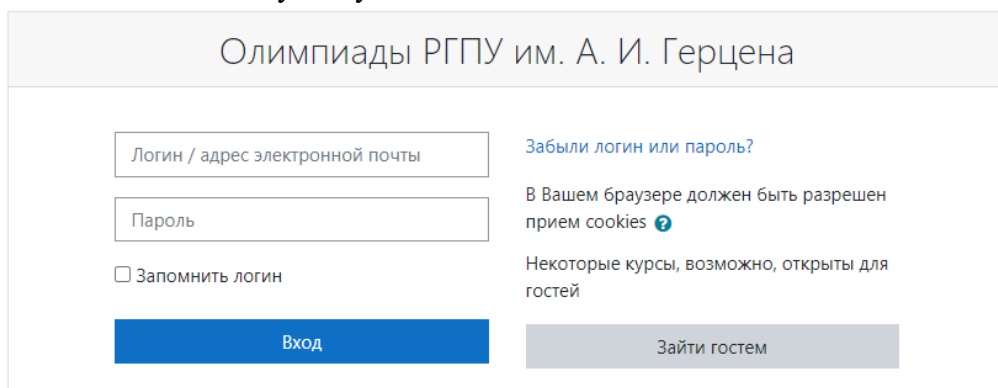 Олимпиады РГПУ им. А. И. Герцена
Логин / адрес электронной почты
Пароль
Запомнить логин
Вход
Забыли логин или пароль?
В Вашем браузере должен быть разрешен
прием cookies ?
Некоторые курсы, возможно, открыты для
гостей
Зайти гостем